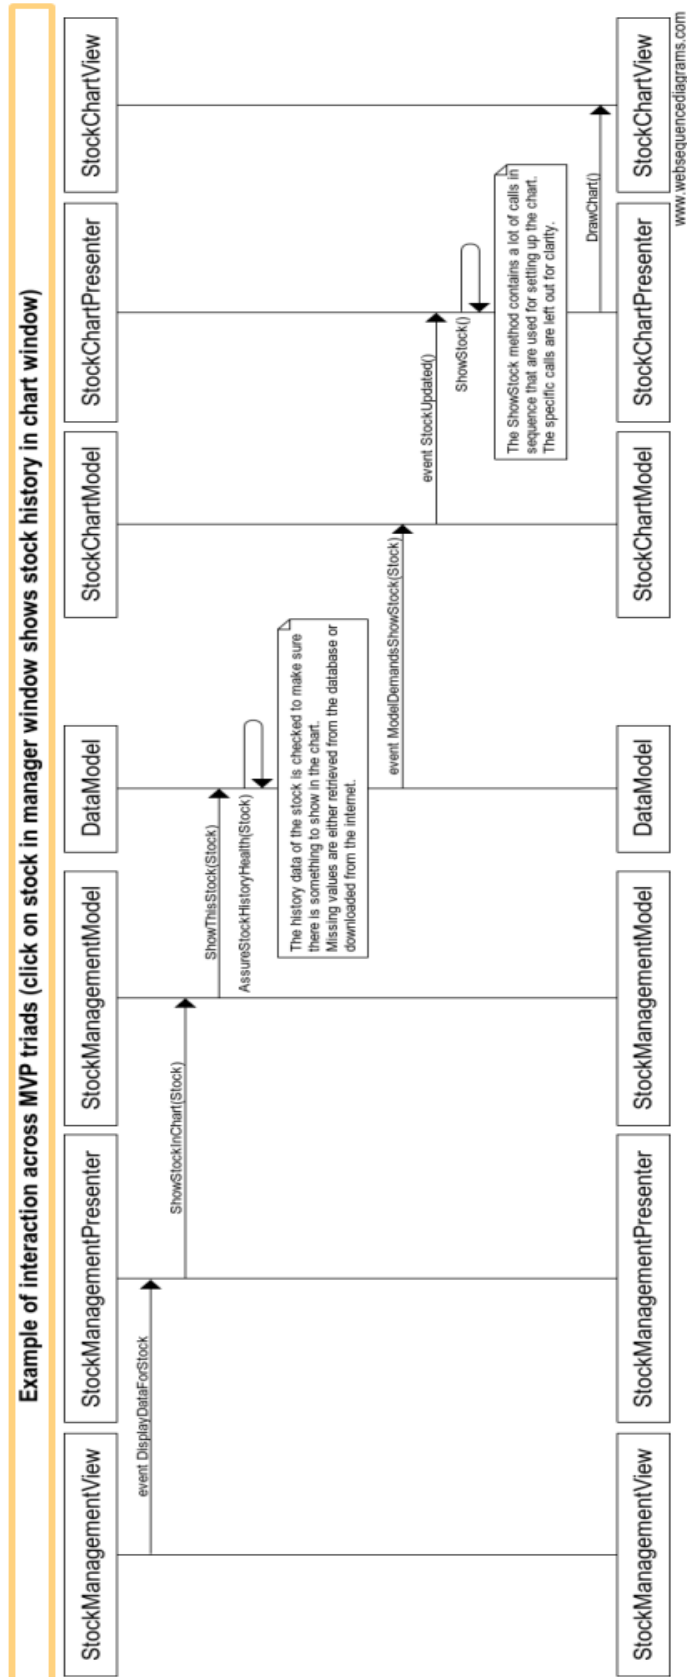 Example of interaction across MVP triads (click on stock in manager window shows stock history in chart window)
StockManagementView
StockManagementPresenter
StockManagementModel
DataModel
StockChartModel
StockChartPresenter
StockChartView
event DisplayDataForStock
ShowStockInChart(Stock)
ShowThisStock(Stock)
AssureStockHistoryHealth(Stock)
The history data of the stock is checked to make sure
there is something to show in the chart.
Missing values are either retrieved from the database or
downloaded from the internet.
event ModelDemandsShowStock(Stock)
event StockUpdated()
ShowStock()
The ShowStock method contains a lot of calls in
sequence that are used for setting up the chart.
The specific calls are left out for clarity.
DrawChart()
StockManagementView
StockManagementPresenter
StockManagementModel
DataModel
StockChartModel
StockChartPresenter
StockChartView
www.websequencediagrams.com